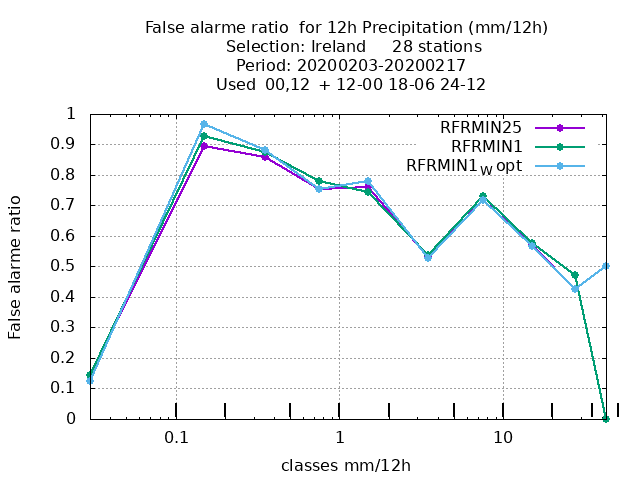 False alarme ratio  for 12h Precipitation (mm/12h)
Selection: Ireland     28 stations
Period: 20200203-20200217
Used  00,12  + 12-00 18-06 24-12
RFRMIN25
RFRMIN1
RFRMIN1_W opt
1
0.9
0.8
0.7
0.6
0.5
0.4
0.3
0.2
0.1
0
False alarme ratio
0.1 1 10
classes mm/12h